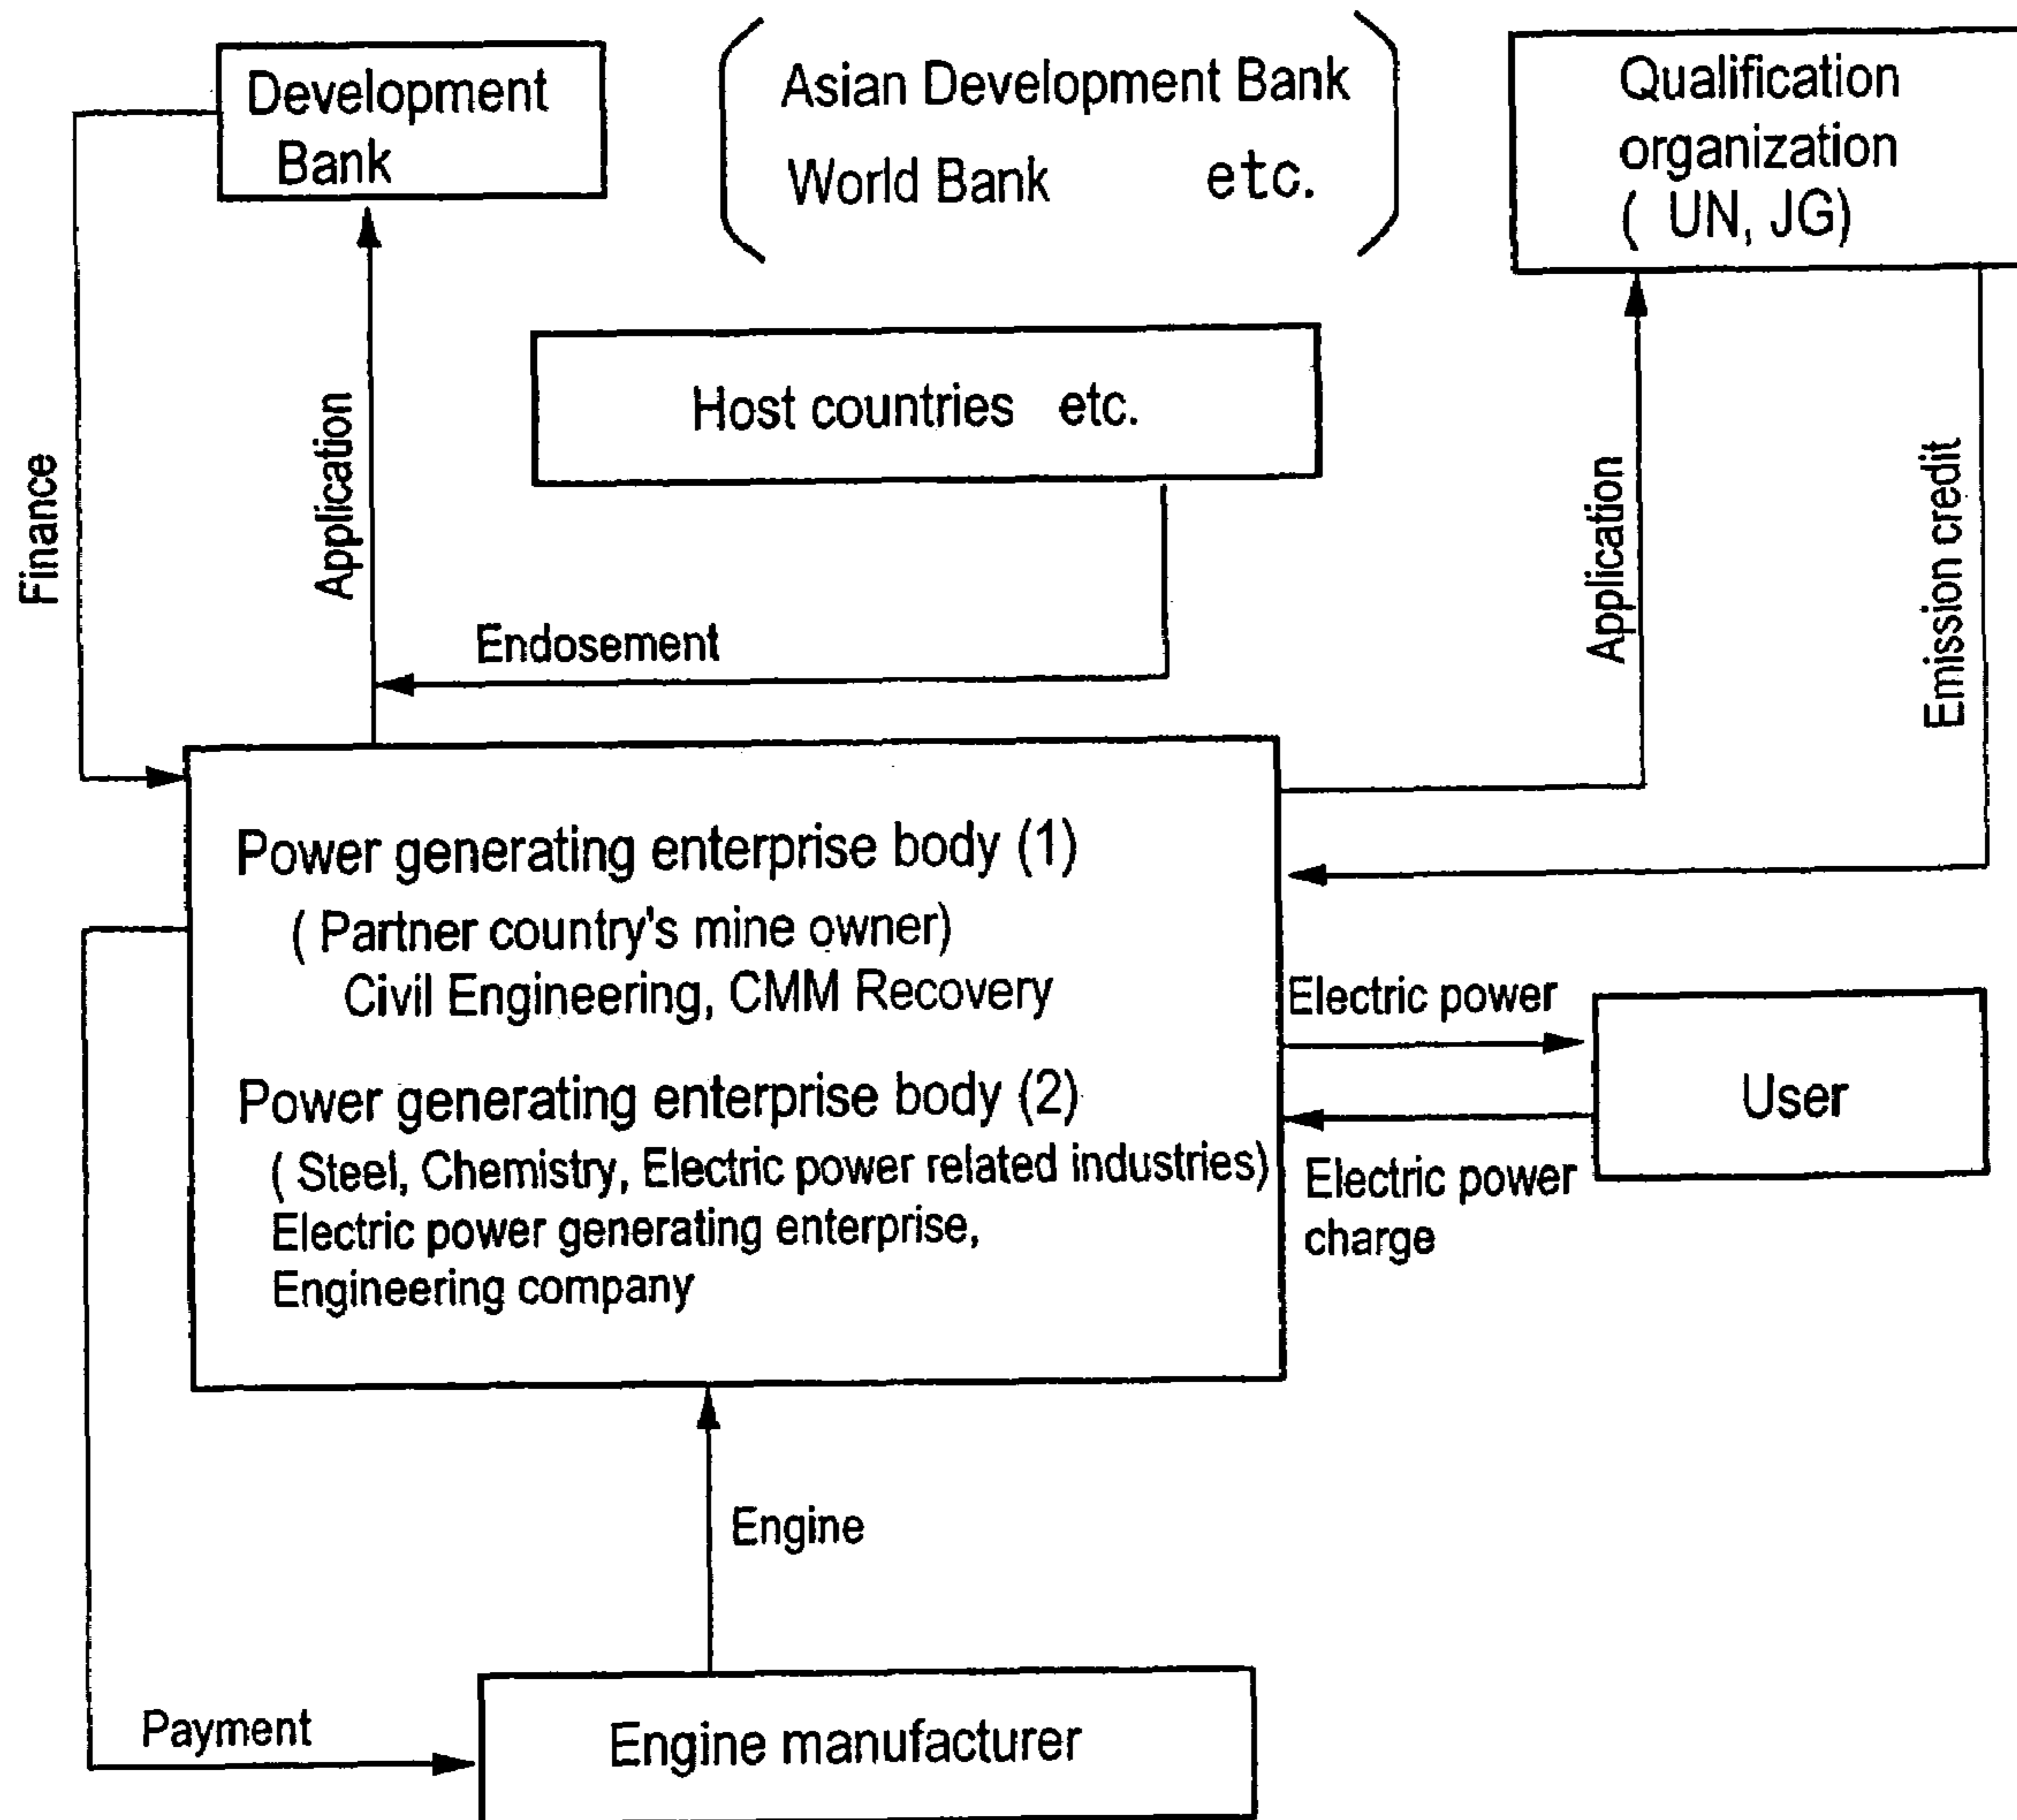 Development
Bank
Asian Development Bank
World Bank etc.
Qualification
organization
( UN, JG)
Host countries etc.
Finance
Application
Endosement
Application
Emission credit
Power generating enterprise body (1)
( Partner country's mine owner)
Civil Engineering, CMM Recovery
Power generating enterprise body (2)
( Steel, Chemistry, Electric power related industries)
Electric power generating enterprise,
Engineering company
Electric power
User
Electric power
charge
Engine
Payment
Engine manufacturer